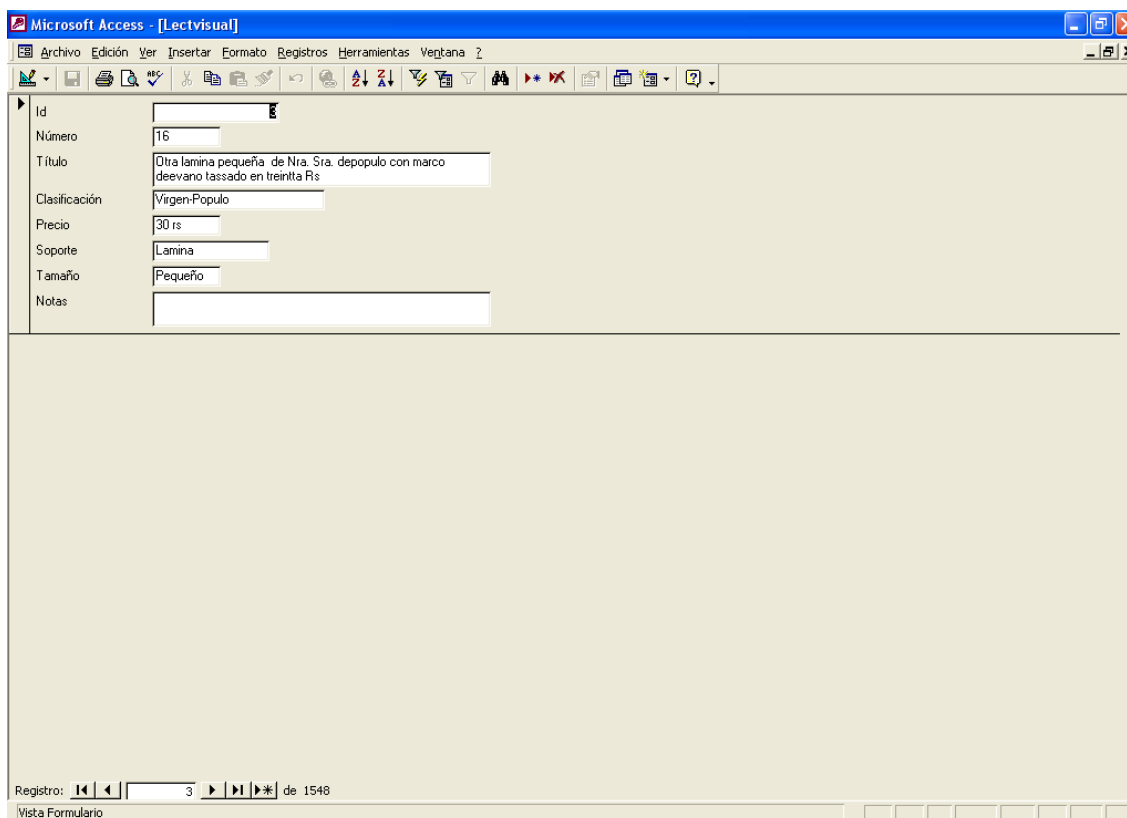 Microsoft Access - [Lectvisual]
Archivo Edición Ver Insertar Formato Registros Herramientas Ventana ?
Id 3
Número 16
Título Otra lamina pequeña  de Nra. Sra. depopulo con marco
deevano tassado en treintta Rs
Clasificación Virgen-Populo
Precio 30 rs
Soporte Lamina
Tamaño Pequeño
Notas
Registro: 3 de 1548
Vista Formulario